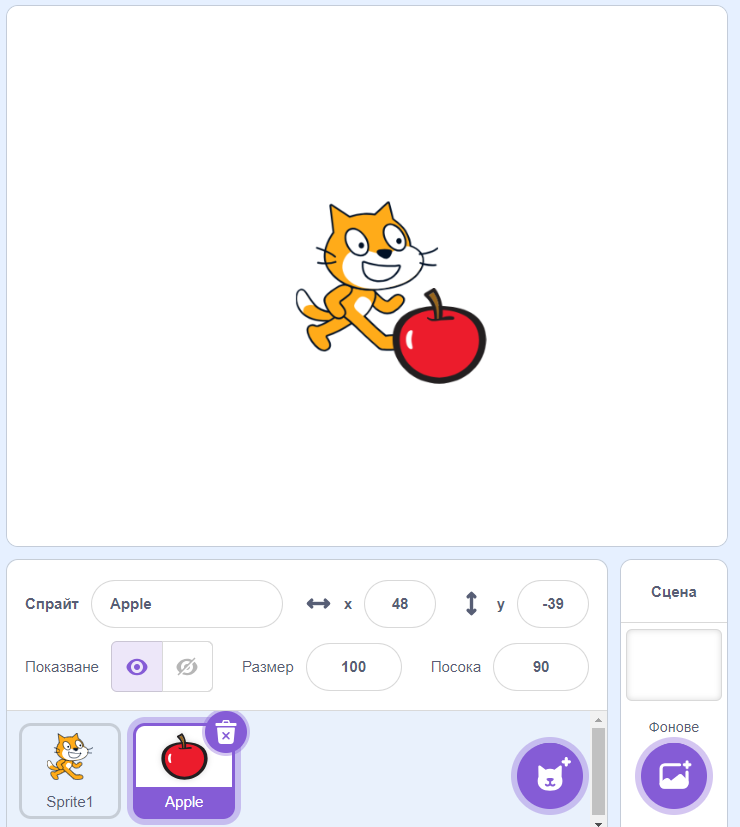 Спрайт Apple x 48 y -39
Показване Размер 100 Посока 90
Sprite1 Apple
Сцена
Фонове